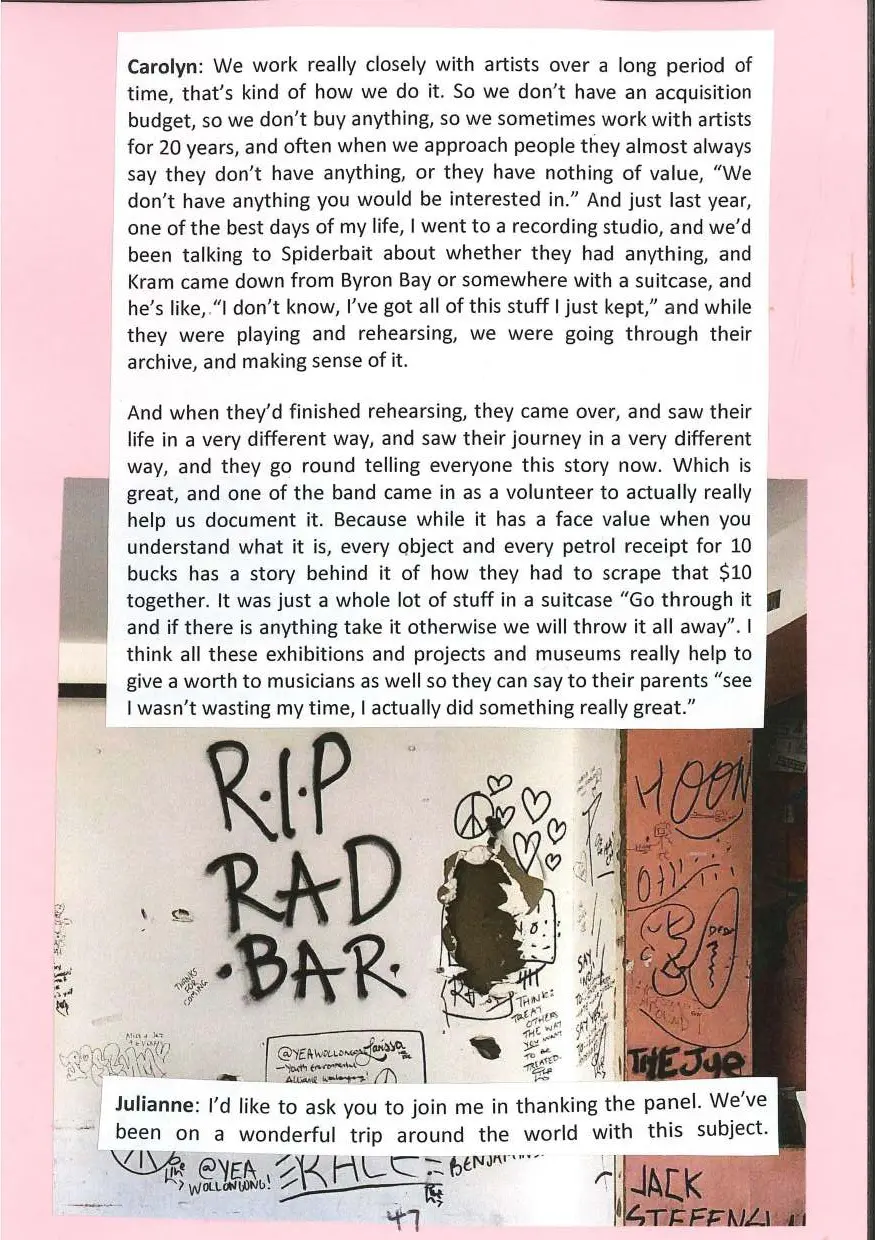 Carolyn: We work really closely with artists over a long period of
time, that's kind of how we do it. So we don't have an acquisition
budget, so we don't buy anything, so we sometimes work with artists
for 20 years, and often when we approach people they almost always
say they don't have anything, or they have nothing of value, "We
don't have anything you would be interested in." And just last year,
one of the best days of my life, I went to a recording studio, and we'd
been talking to Spiderbait about whether they had anything, and
Kram came down from Byron Bay or somewhere with a suitcase, and
he's like, "I don't know, I've got all of this stuff I just kept," and while
they were playing and rehearsing, we were going through their
archive, and making sense of it.
And when they'd finished rehearsing, they came over, and saw their
life in a very different way, and saw their journey in a very different
way, and they go round telling everyone this story now. Which is
great, and one of the band came in as a volunteer to actually really
help us document it. Because while it has a face value when you
understand what it is, every object and every petrol receipt for 10
bucks has a story behind it of how they had to scrape that $10
together. It was just a whole lot of stuff in a suitcase "Go through it
and if there is anything take it otherwise we will throw it all away". I
think all these exhibitions and projects and museums really help to
give a worth to musicians as well so they can say to their parents "see
I wasn't wasting my time, I actually did something really great."
R.I.P
RAD
·BAR·
HOON
THANKS
FOR
COMING
THINK:
TREAT
OTHERS
THE WAY
YOU WANT
TO BE
TREATED.
SAY
NO
SAY YES
@YEAWOLLONGONG
Youth Environmental
Alliance
THE Jye
Julianne: I'd like to ask you to join me in thanking the panel. We've
been on a wonderful trip around the world with this subject.
@YEA
WOLLONGONG!
JACK
STEFFEN
47